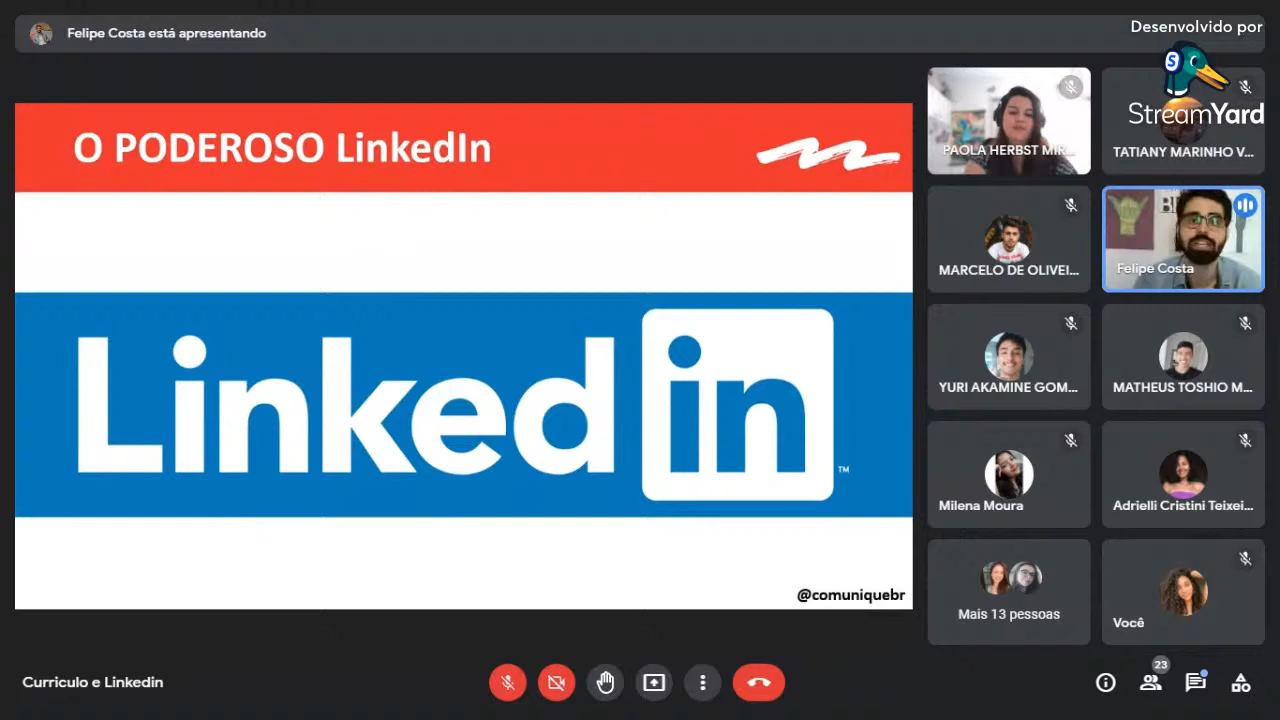 Felipe Costa está apresentando
Desenvolvido por
StreamYard
O PODEROSO LinkedIn
Linkedin
TM
@comuniquebr
PAOLA HERBST MIR...
TATIANY MARINHO V...
MARCELO DE OLIVEI...
Felipe Costa
YURI AKAMINE GOM...
MATHEUS TOSHIO M...
Milena Moura
Adrielli Cristini Teixei...
Mais 13 pessoas
Você
Curriculo e Linkedin
23